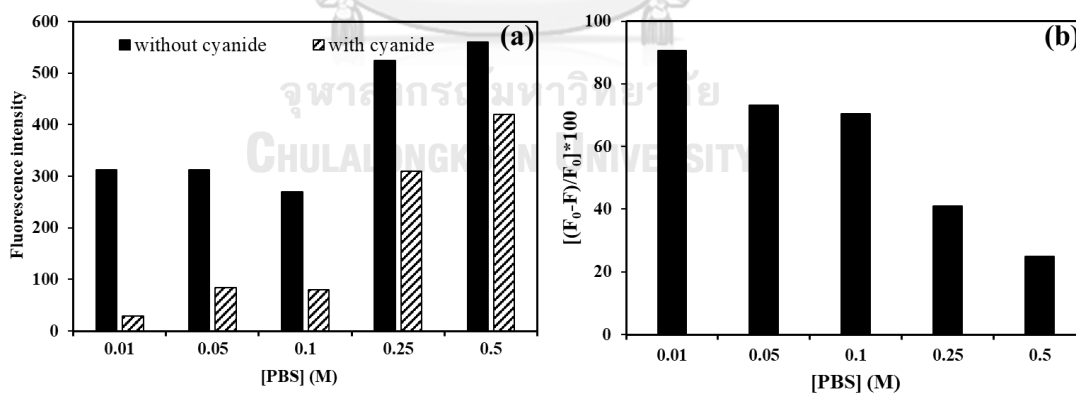 (a)
without cyanide
with cyanide
Fluorescence intensity
600
500
400
300
200
100
0
0.01 0.05 0.1 0.25 0.5
[PBS] (M)
(b)
[(F₀-F)/F₀]*100
100
80
60
40
20
0
0.01 0.05 0.1 0.25 0.5
[PBS] (M)
จุฬาลงกรณ์มหาวิทยาลัย
CHULALONGKORN UNIVERSITY